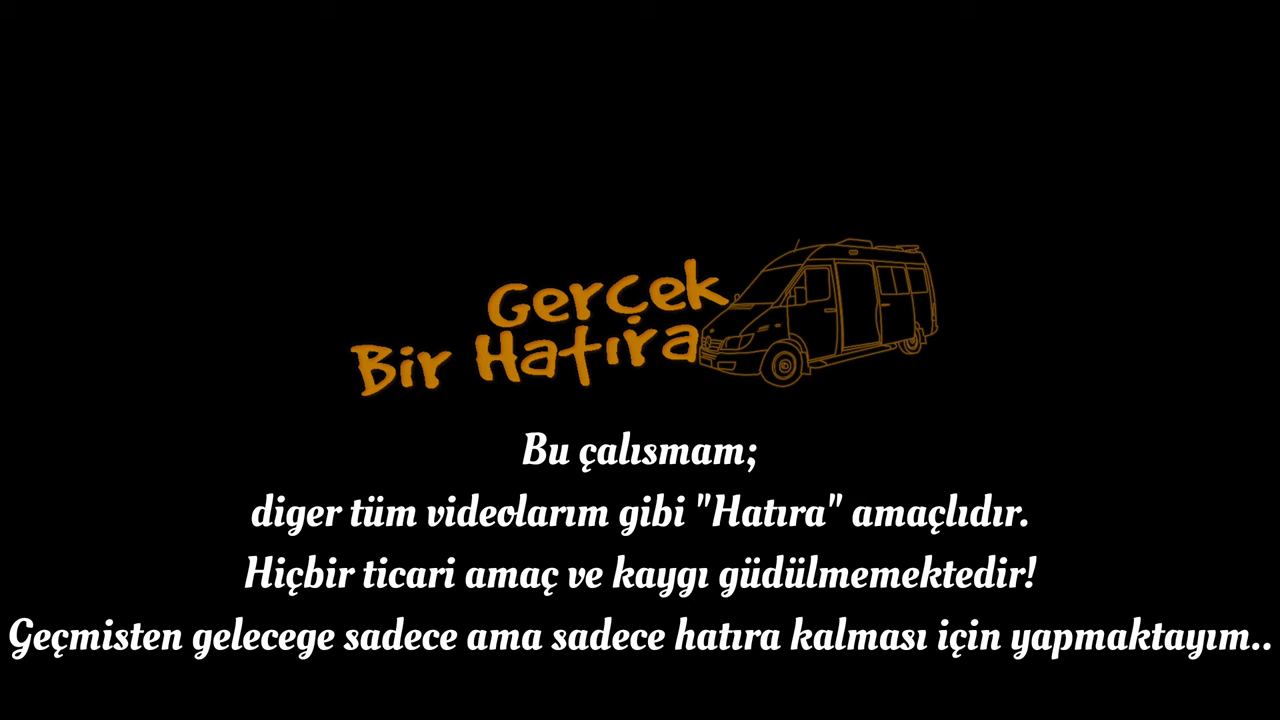 Gerçek
Bir Hatıra
Bu çalısmam;
diger tüm videolarım gibi "Hatıra" amaçlıdır.
Hiçbir ticari amaç ve kaygı güdülmemektedir!
Geçmisten gelecege sadece ama sadece hatıra kalması için yapmaktayım..